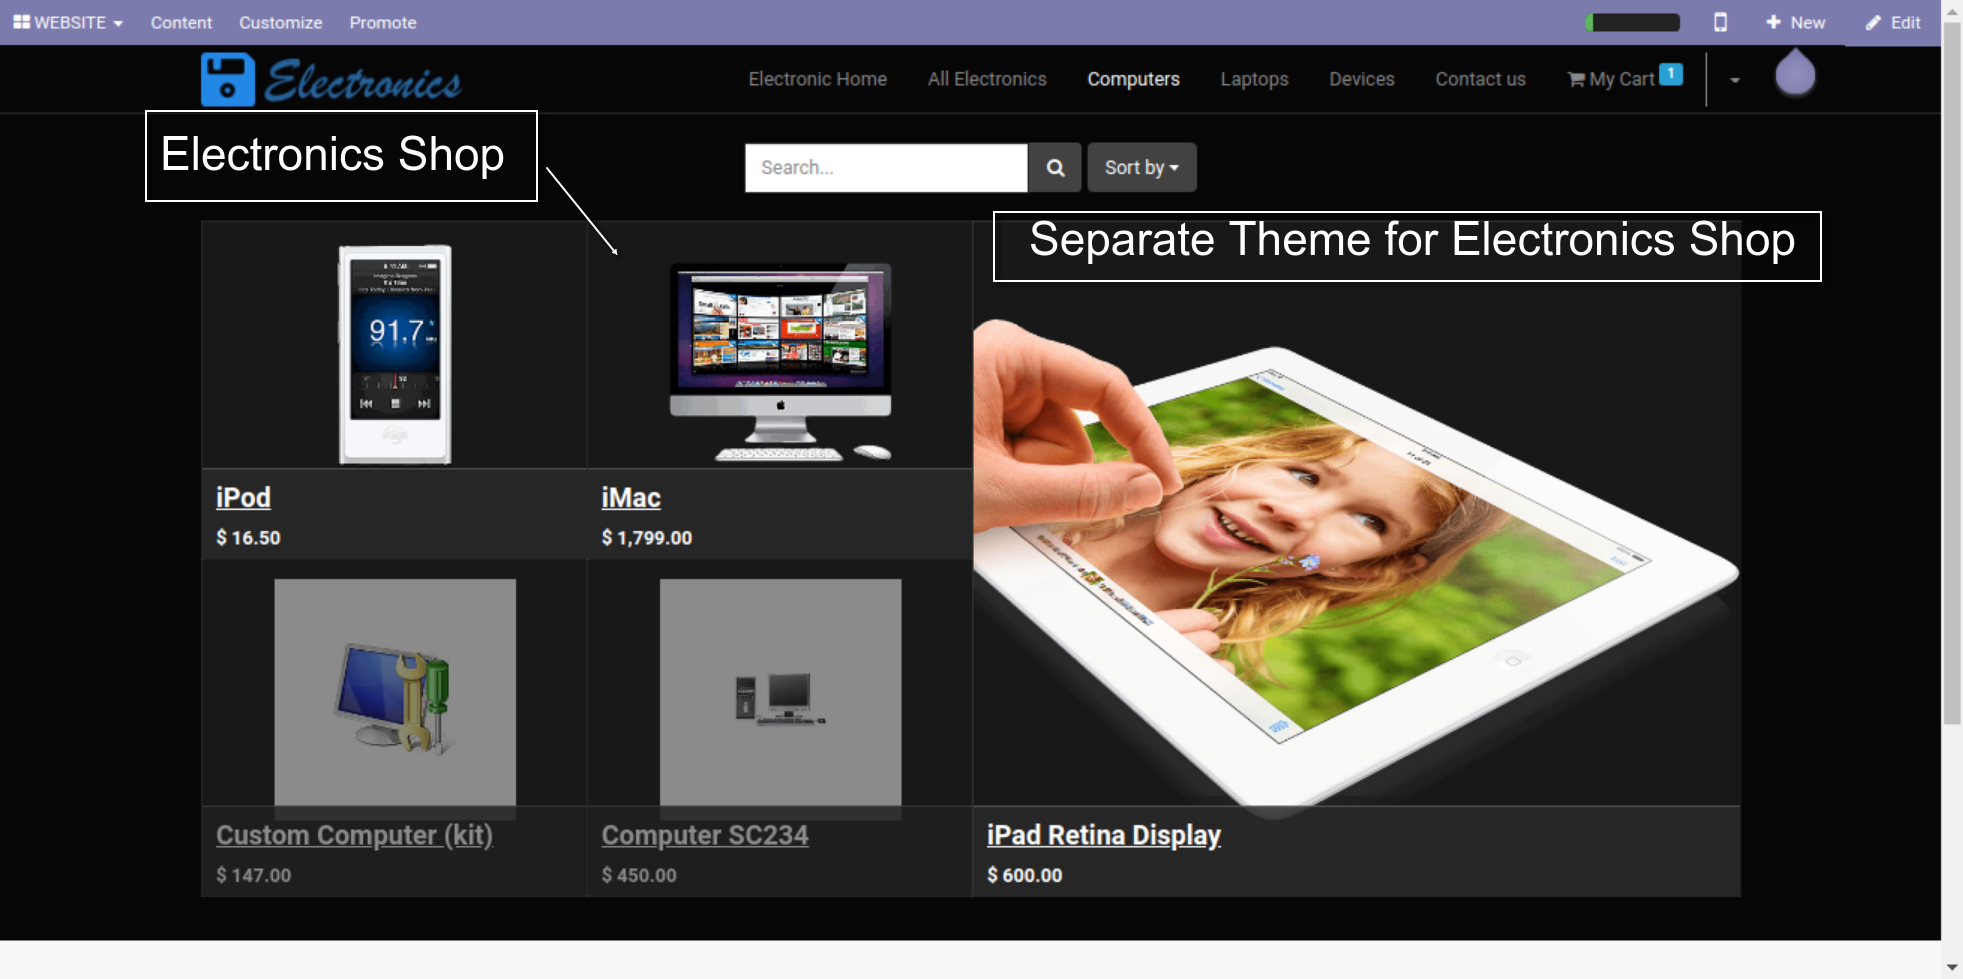 WEBSITE Content Customize Promote New Edit
Electronics Electronic Home All Electronics Computers Laptops Devices Contact us My Cart 1
Electronics Shop
Search... Sort by
Separate Theme for Electronics Shop
91.7
iPod iMac
$ 16.50 $ 1,799.00
Custom Computer (kit) Computer SC234 iPad Retina Display
$ 147.00 $ 450.00 $ 600.00